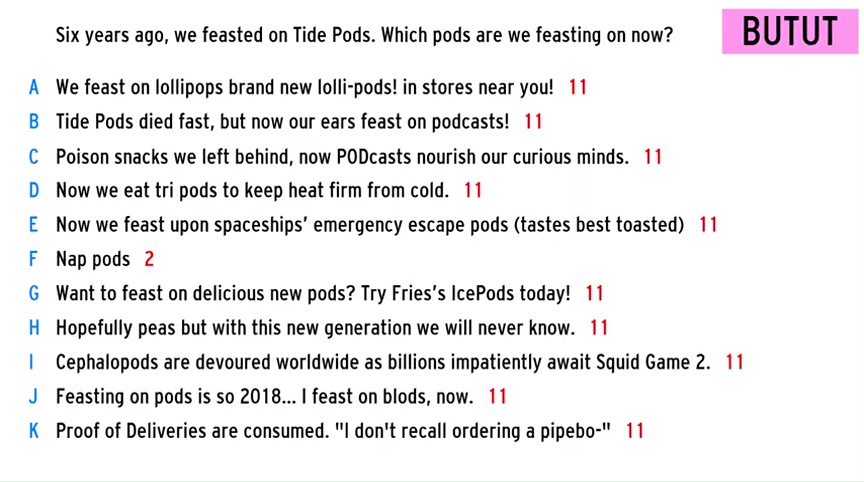 Six years ago, we feasted on Tide Pods. Which pods are we feasting on now?
BUTUT
A We feast on lollipops brand new lolli-pods! in stores near you! 11
B Tide Pods died fast, but now our ears feast on podcasts! 11
C Poison snacks we left behind, now PODcasts nourish our curious minds. 11
D Now we eat tri pods to keep heat firm from cold. 11
E Now we feast upon spaceships' emergency escape pods (tastes best toasted) 11
F Nap pods 2
G Want to feast on delicious new pods? Try Fries's IcePods today! 11
H Hopefully peas but with this new generation we will never know. 11
I Cephalopods are devoured worldwide as billions impatiently await Squid Game 2. 11
J Feasting on pods is so 2018... I feast on blods, now. 11
K Proof of Deliveries are consumed. "I don't recall ordering a pipebo-" 11